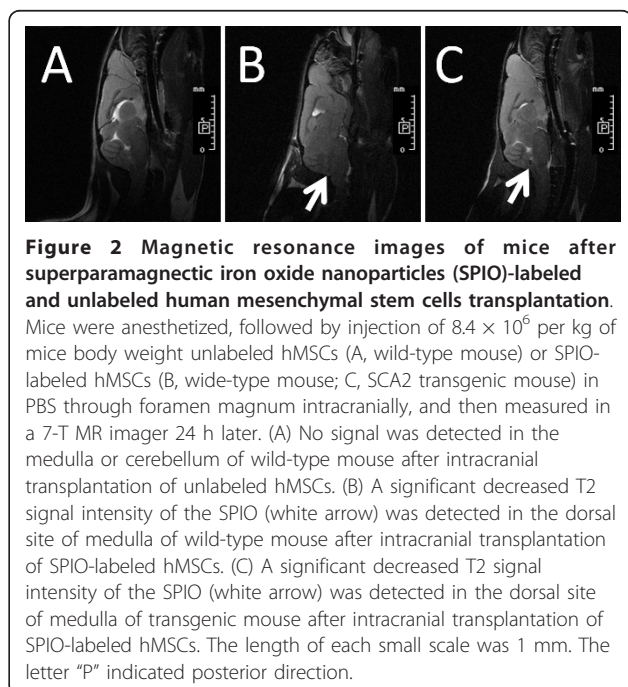 A
B
C
mm
5
P
0
mm
5
P
0
mm
5
P
0
Figure 2 Magnetic resonance images of mice after
superparamagnectic iron oxide nanoparticles (SPIO)-labeled
and unlabeled human mesenchymal stem cells transplantation.
Mice were anesthetized, followed by injection of 8.4 × 10⁶ per kg of
mice body weight unlabeled hMSCs (A, wild-type mouse) or SPIO-
labeled hMSCs (B, wide-type mouse; C, SCA2 transgenic mouse) in
PBS through foramen magnum intracranially, and then measured in
a 7-T MR imager 24 h later. (A) No signal was detected in the
medulla or cerebellum of wild-type mouse after intracranial
transplantation of unlabeled hMSCs. (B) A significant decreased T2
signal intensity of the SPIO (white arrow) was detected in the dorsal
site of medulla of wild-type mouse after intracranial transplantation
of SPIO-labeled hMSCs. (C) A significant decreased T2 signal
intensity of the SPIO (white arrow) was detected in the dorsal site
of medulla of transgenic mouse after intracranial transplantation of
SPIO-labeled hMSCs. The length of each small scale was 1 mm. The
letter “P” indicated posterior direction.